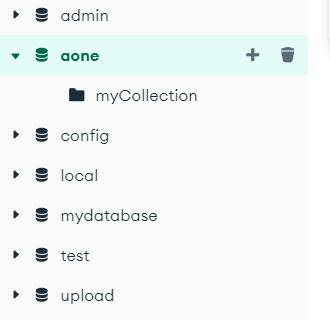 admin
aone
myCollection
config
local
mydatabase
test
upload